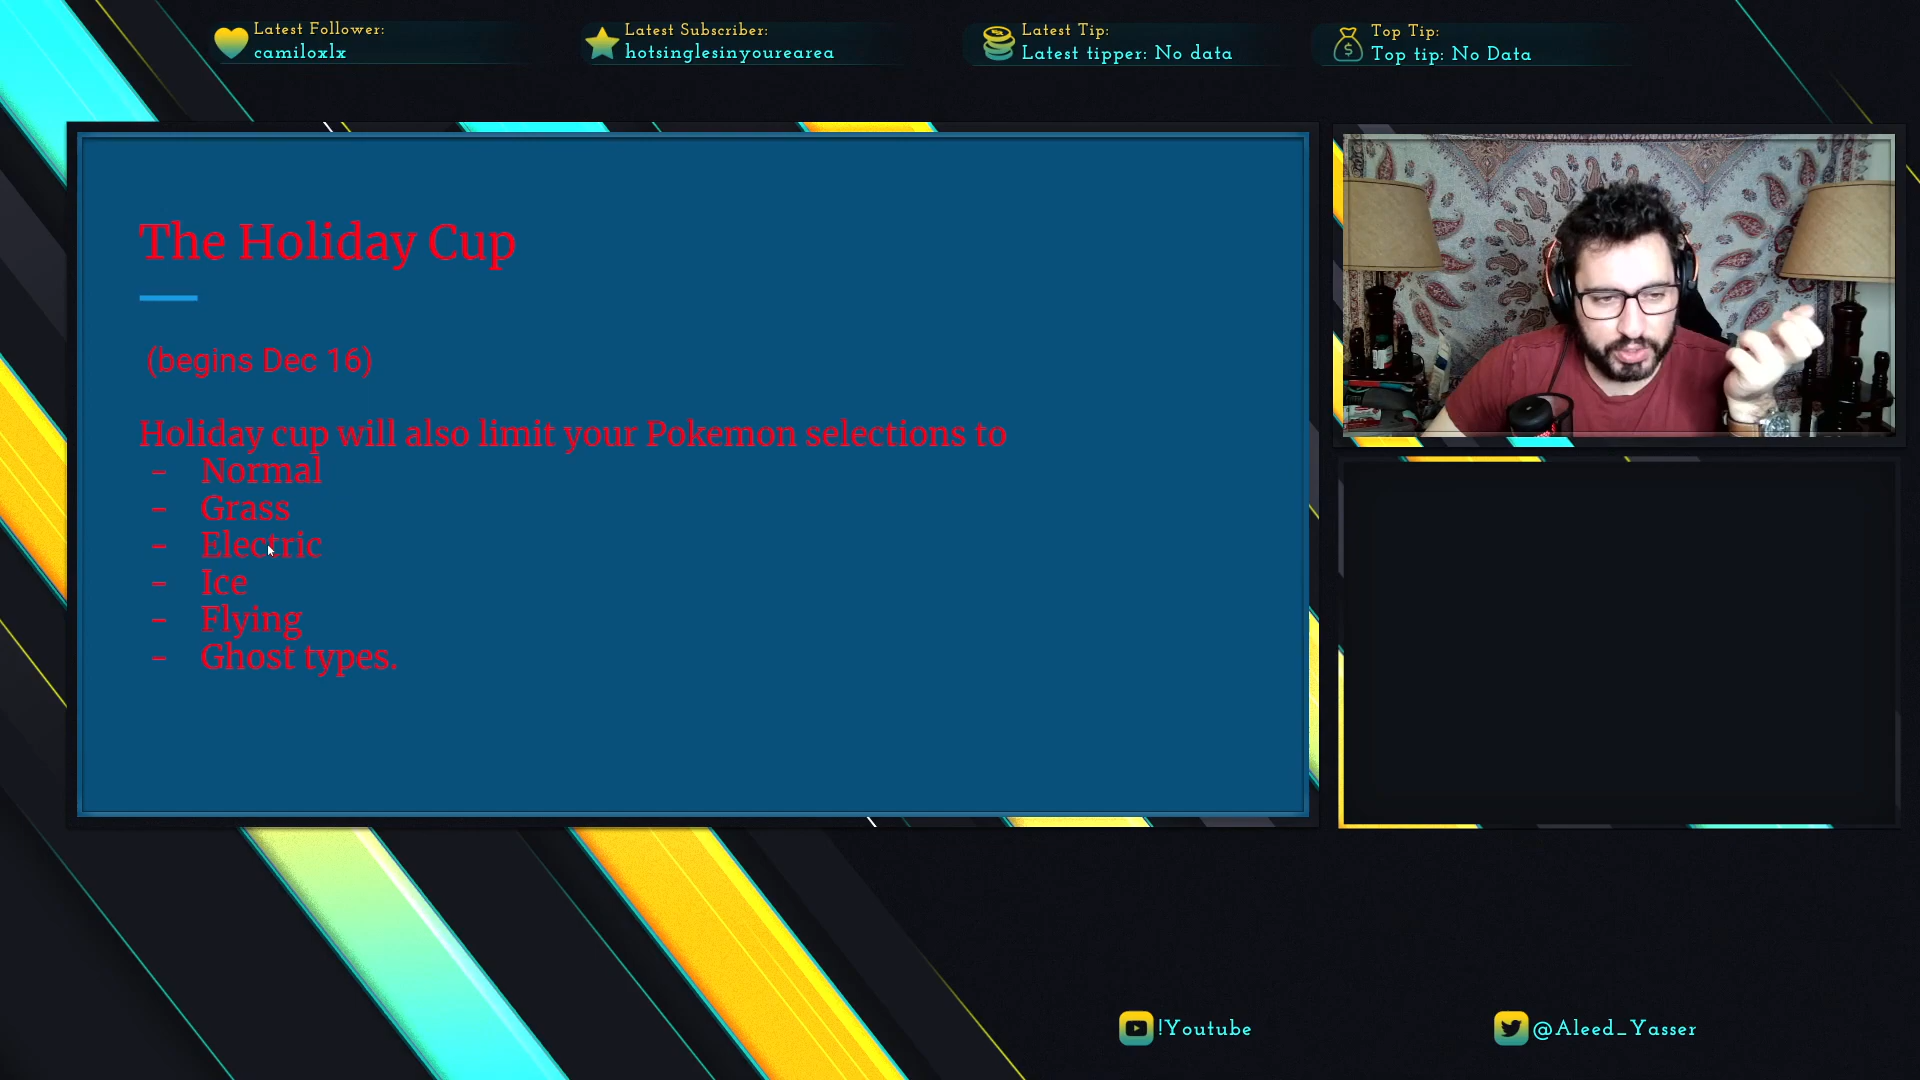 Latest Follower:
camiloxlx
Latest Subscriber:
hotsinglesinyourearea
Latest Tip:
Latest tipper: No data
Top Tip:
Top tip: No Data
The Holiday Cup
(begins Dec 16)
Holiday cup will also limit your Pokemon selections to
- Normal
- Grass
- Electric
- Ice
- Flying
- Ghost types.
!Youtube
@Aleed_Yasser